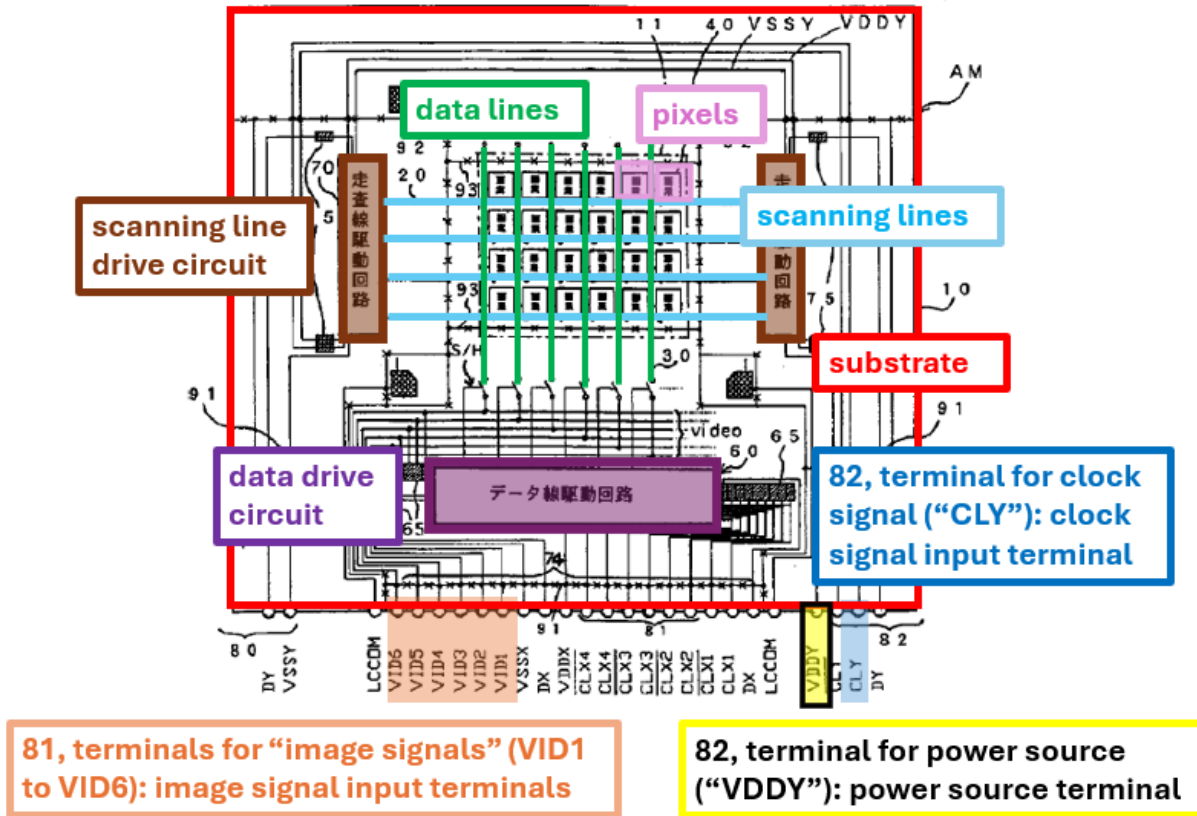 11 40 VSSY VDDY
AM
data lines
pixels
92
70 20 93
走査線駆動回路
5
scanning line
drive circuit
scanning lines
動回路
75
10
93
S/H
30
substrate
91
91
video
60 65
data drive
circuit
65
データ線駆動回路
82, terminal for clock
signal (“CLY”): clock
signal input terminal
74
80
91
81
82
DY
VSSY
LCCOM
VID6
VID5
VID4
VID3
VID2
VID1
VSSX
DX
VDDX
CLX4
CLX4
CLX3
CLX3
CLX2
CLX2
CLX1
CLX1
DX
LCCOM
VDDY
CLY
DY
81, terminals for “image signals” (VID1
to VID6): image signal input terminals
82, terminal for power source
(“VDDY”): power source terminal